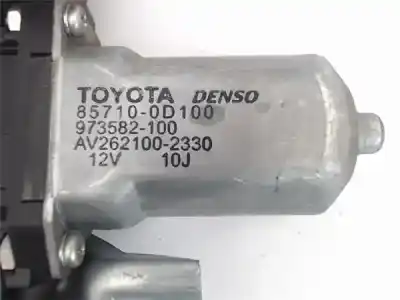 TOYOTA DENSO
85710-0D100
973582-100
AV262100-2330
12V 10J